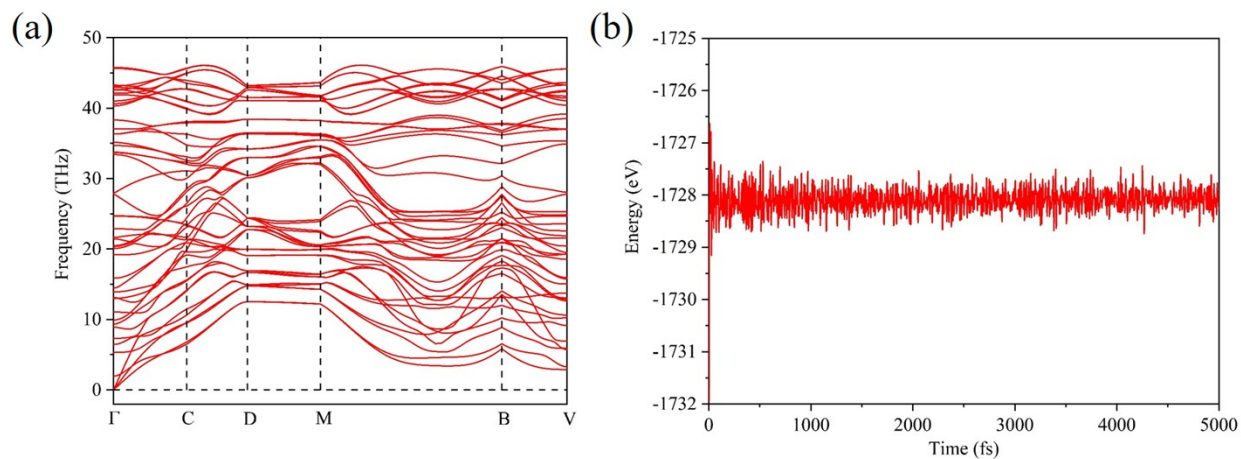 (a)
50
40
30
20
10
0
Frequency (THz)
Γ C D M B V
(b)
-1725
-1726
-1727
-1728
-1729
-1730
-1731
-1732
Energy (eV)
0 1000 2000 3000 4000 5000
Time (fs)